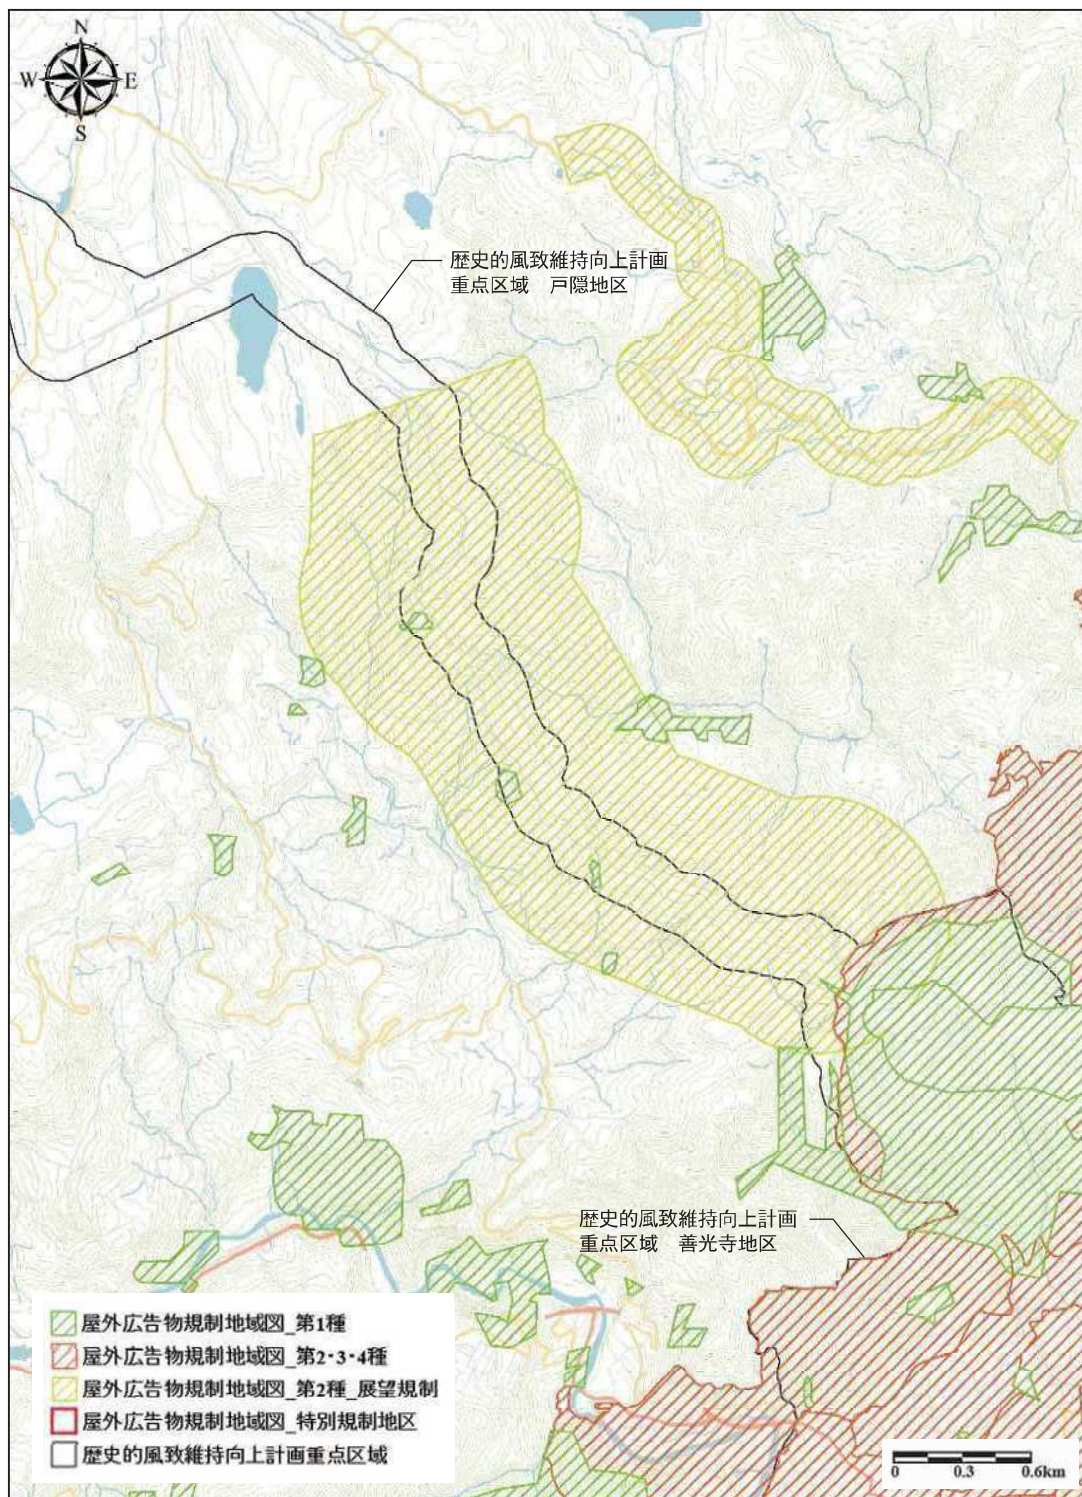 N
W E
S
歴史的風致維持向上計画
重点区域 戸隠地区
歴史的風致維持向上計画
重点区域 善光寺地区
屋外広告物規制地域図_第1種
屋外広告物規制地域図_第2・3・4種
屋外広告物規制地域図_第2種_展望規制
屋外広告物規制地域図_特別規制地区
歴史的風致維持向上計画重点区域
0 0.3 0.6km